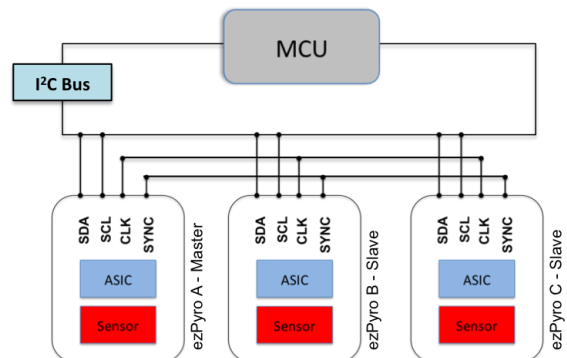 MCU
I²C Bus
SDA
SCL
CLK
SYNC
ASIC
Sensor
ezPyro A - Master
SDA
SCL
CLK
SYNC
ASIC
Sensor
ezPyro B - Slave
SDA
SCL
CLK
SYNC
ASIC
Sensor
ezPyro C - Slave